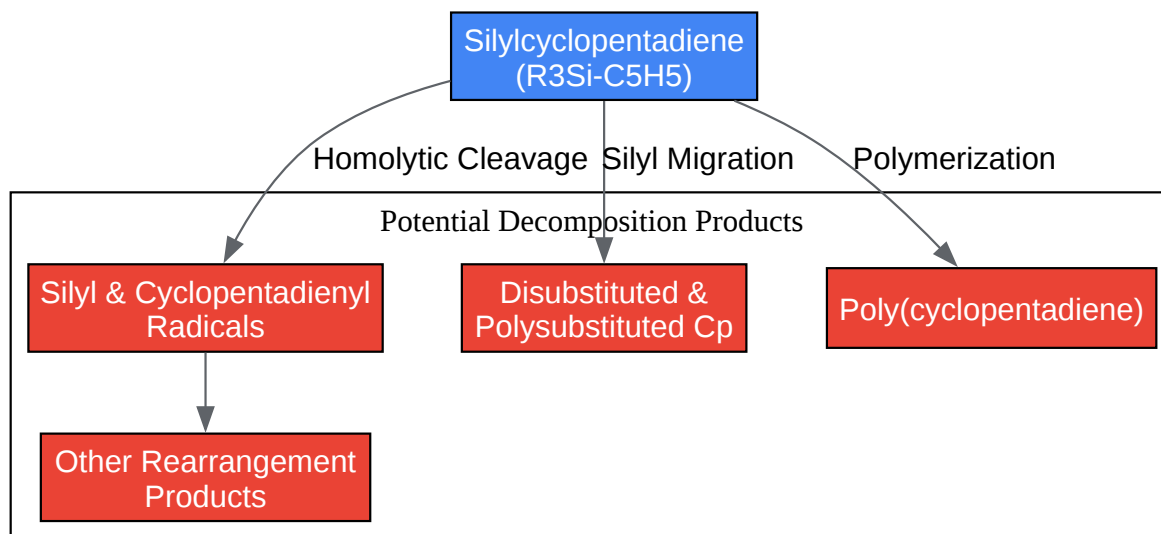 Silylcyclopentadiene
(R3Si-C5H5)
Homolytic Cleavage
Silyl Migration
Polymerization
Potential Decomposition Products
Silyl & Cyclopentadienyl
Radicals
Disubstituted &
Polysubstituted Cp
Poly(cyclopentadiene)
Other Rearrangement
Products